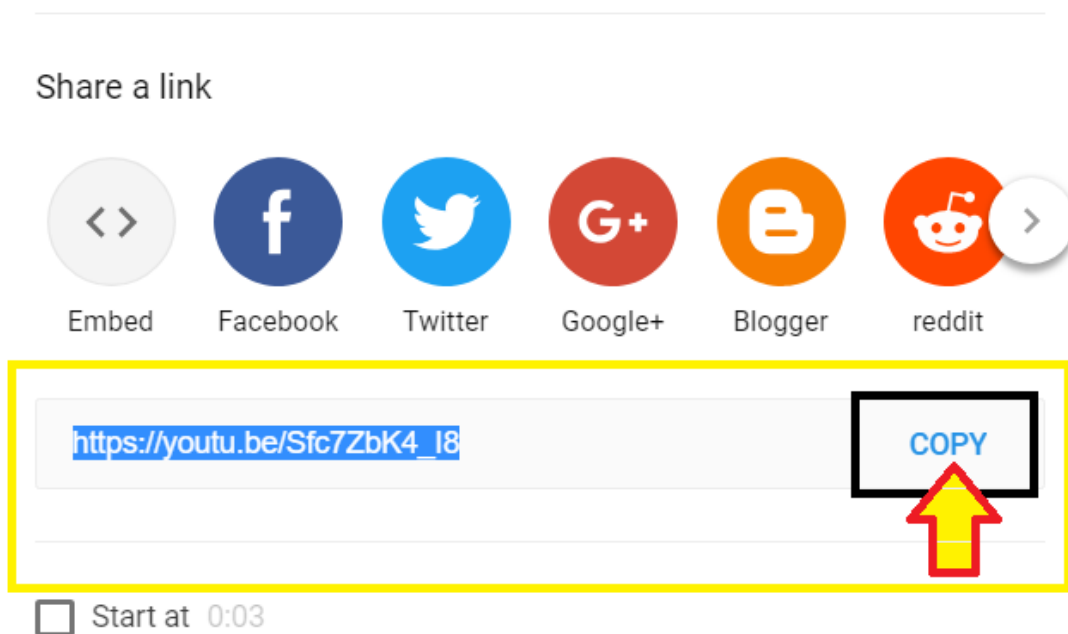 Share a link
Embed Facebook Twitter Google+ Blogger reddit
https://youtu.be/Sfc7ZbK4_I8 COPY
Start at 0:03